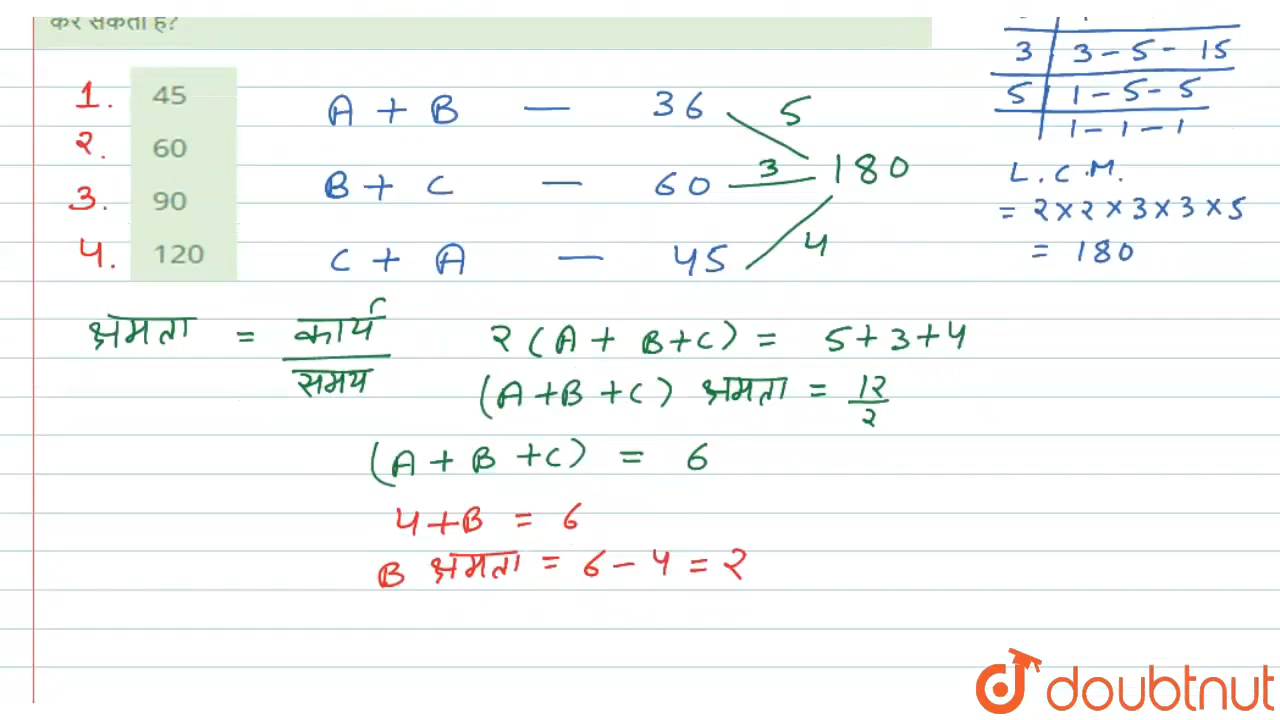 कर सकता है?
1. 45
2. 60
3. 90
4. 120
A + B — 36 5
B + C — 60 3 180
C + A — 45 4
3 | 3 - 5 - 15
5 | 1 - 5 - 5
1 - 1 - 1
L.C.M.
= 2 × 2 × 3 × 3 × 5
= 180
क्षमता = कार्य / समय
2 (A + B + C) = 5 + 3 + 4
(A + B + C) क्षमता = 12/2
(A + B + C) = 6
4 + B = 6
B क्षमता = 6 - 4 = 2
doubtnut